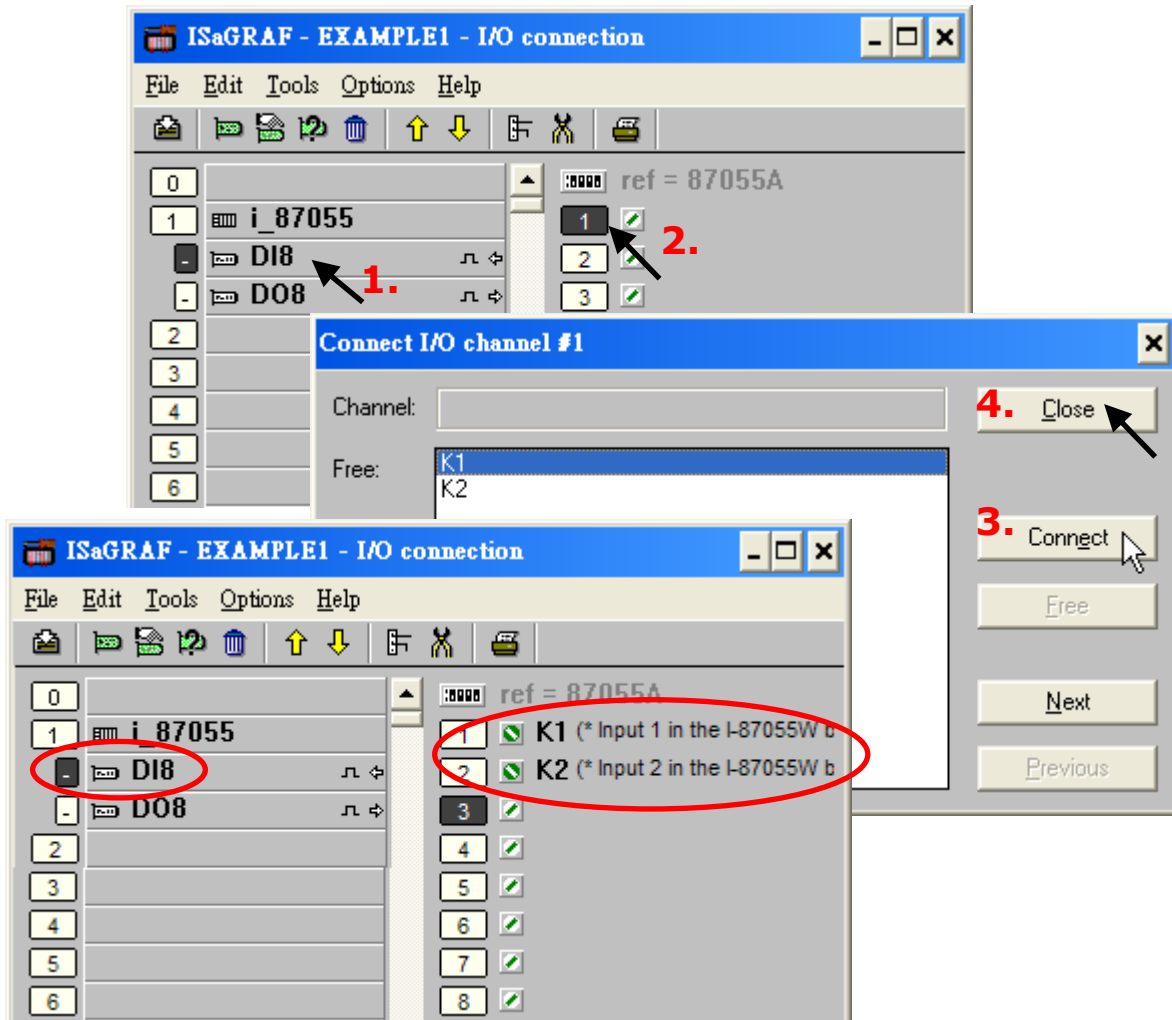 ISaGRAF - EXAMPLE1 - I/O connection
File Edit Tools Options Help
0
1 i_87055
- DI8
- DO8
2
3
4
5
6
ref = 87055A
1
2
3
1.
2.
Connect I/O channel #1
Channel:
Free:
K1
K2
4. Close
3. Connect
Free
Next
Previous
ISaGRAF - EXAMPLE1 - I/O connection
File Edit Tools Options Help
0
1 i_87055
- DI8
- DO8
2
3
4
5
6
ref = 87055A
1 K1 (* Input 1 in the I-87055W b
2 K2 (* Input 2 in the I-87055W b
3
4
5
6
7
8